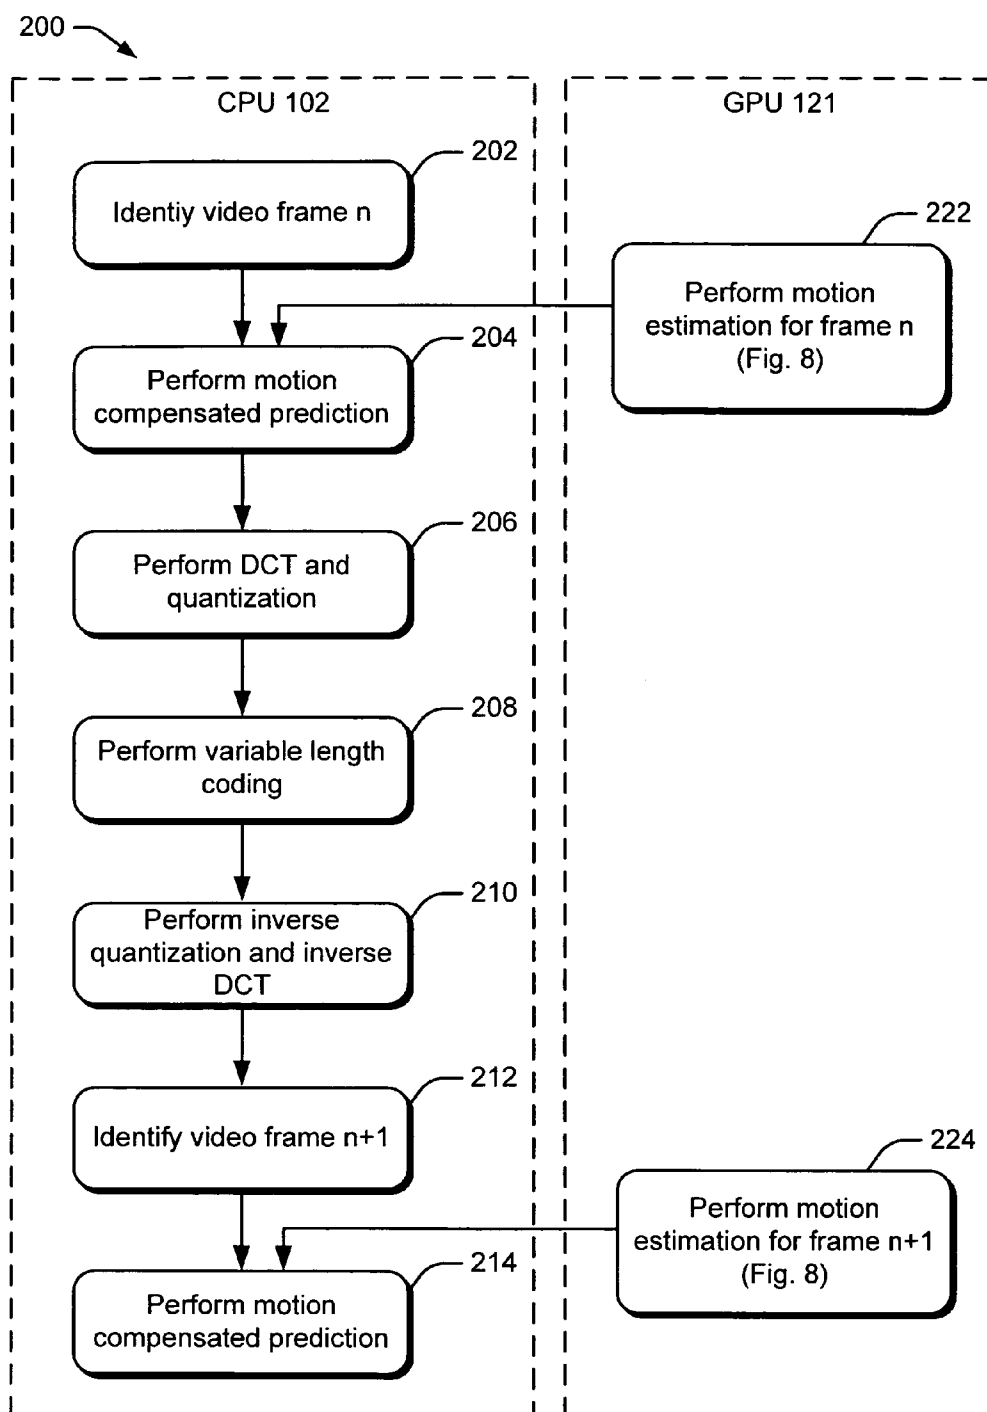 200
CPU 102
GPU 121
202
Identiy video frame n
222
Perform motion
estimation for frame n
(Fig. 8)
204
Perform motion
compensated prediction
206
Perform DCT and
quantization
208
Perform variable length
coding
210
Perform inverse
quantization and inverse
DCT
212
Identify video frame n+1
224
Perform motion
estimation for frame n+1
(Fig. 8)
214
Perform motion
compensated prediction